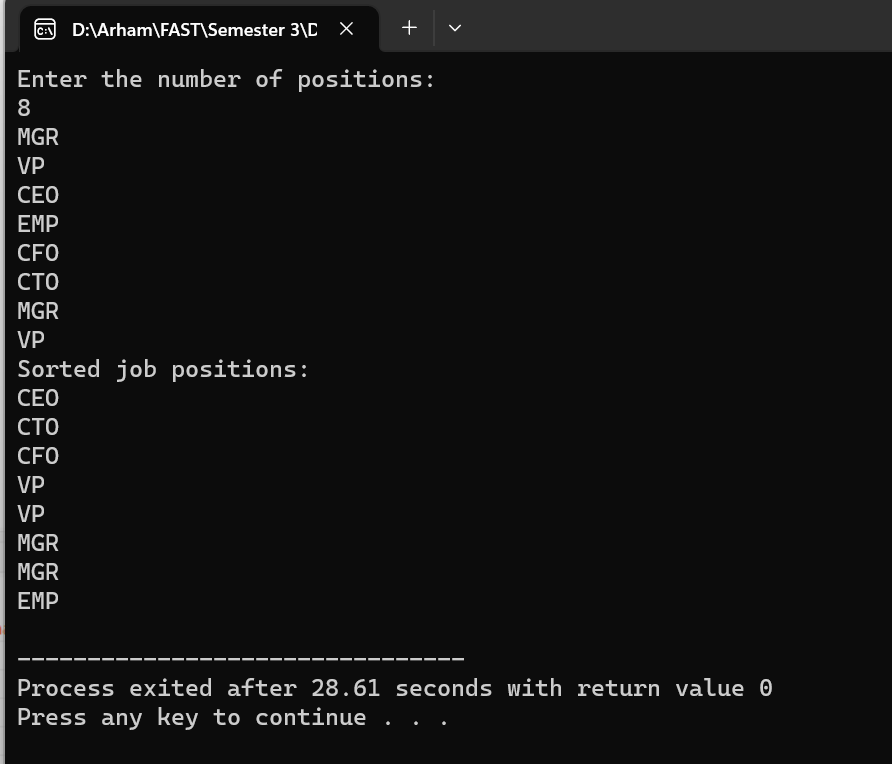 D:\Arham\FAST\Semester 3\D
Enter the number of positions:
8
MGR
VP
CEO
EMP
CFO
CTO
MGR
VP
Sorted job positions:
CEO
CTO
CFO
VP
VP
MGR
MGR
EMP
--------------------------------
Process exited after 28.61 seconds with return value 0
Press any key to continue . . .